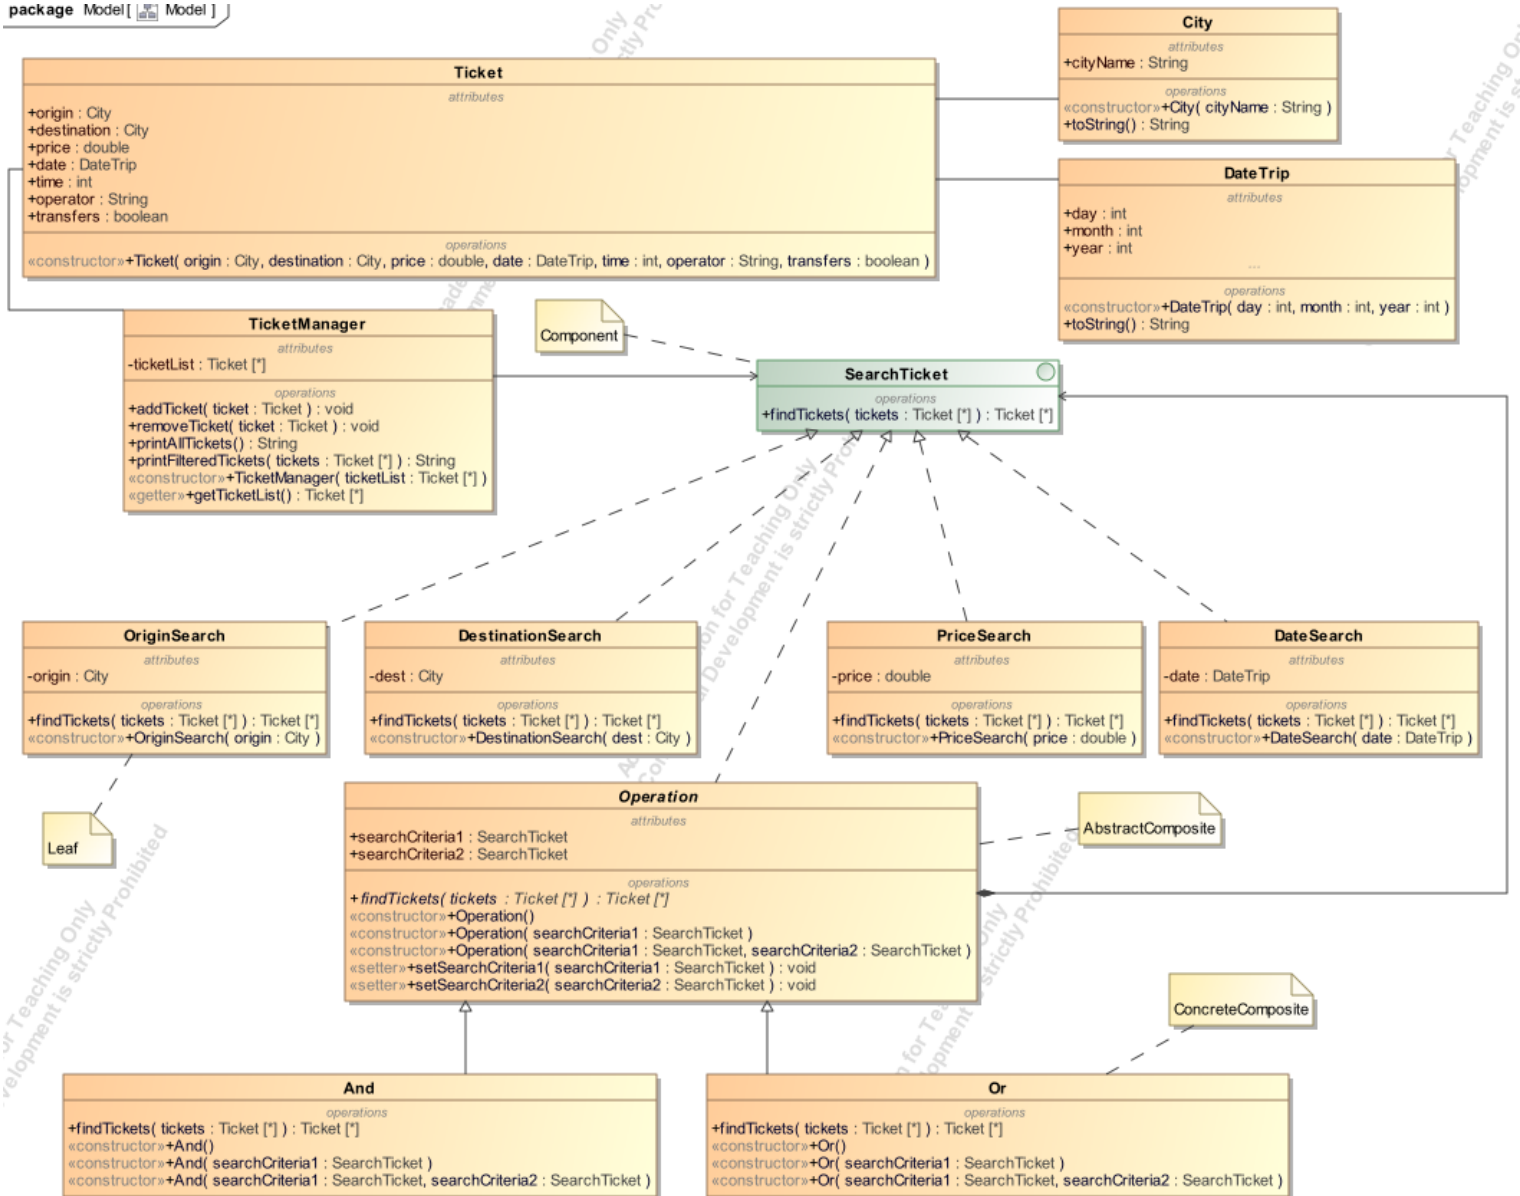 package Model[ Model ]
Ticket
attributes
+origin : City
+destination : City
+price : double
+date : DateTrip
+time : int
+operator : String
+transfers : boolean
operations
«constructor»+Ticket( origin : City, destination : City, price : double, date : DateTrip, time : int, operator : String, transfers : boolean )
City
attributes
+cityName : String
operations
«constructor»+City( cityName : String )
+toString() : String
DateTrip
attributes
+day : int
+month : int
+year : int
...
operations
«constructor»+DateTrip( day : int, month : int, year : int )
+toString() : String
TicketManager
attributes
-ticketList : Ticket [*]
operations
+addTicket( ticket : Ticket ) : void
+removeTicket( ticket : Ticket ) : void
+printAllTickets() : String
+printFilteredTickets( tickets : Ticket [*] ) : String
«constructor»+TicketManager( ticketList : Ticket [*] )
«getter»+getTicketList() : Ticket [*]
Component
SearchTicket
operations
+findTickets( tickets : Ticket [*] ) : Ticket [*]
OriginSearch
attributes
-origin : City
operations
+findTickets( tickets : Ticket [*] ) : Ticket [*]
«constructor»+OriginSearch( origin : City )
DestinationSearch
attributes
-dest : City
operations
+findTickets( tickets : Ticket [*] ) : Ticket [*]
«constructor»+DestinationSearch( dest : City )
PriceSearch
attributes
-price : double
operations
+findTickets( tickets : Ticket [*] ) : Ticket [*]
«constructor»+PriceSearch( price : double )
DateSearch
attributes
-date : DateTrip
operations
+findTickets( tickets : Ticket [*] ) : Ticket [*]
«constructor»+DateSearch( date : DateTrip )
Leaf
Operation
attributes
+searchCriteria1 : SearchTicket
+searchCriteria2 : SearchTicket
operations
+findTickets( tickets : Ticket [*] ) : Ticket [*]
«constructor»+Operation()
«constructor»+Operation( searchCriteria1 : SearchTicket )
«constructor»+Operation( searchCriteria1 : SearchTicket, searchCriteria2 : SearchTicket )
«setter»+setSearchCriteria1( searchCriteria1 : SearchTicket ) : void
«setter»+setSearchCriteria2( searchCriteria2 : SearchTicket ) : void
AbstractComposite
ConcreteComposite
And
operations
+findTickets( tickets : Ticket [*] ) : Ticket [*]
«constructor»+And()
«constructor»+And( searchCriteria1 : SearchTicket )
«constructor»+And( searchCriteria1 : SearchTicket, searchCriteria2 : SearchTicket )
Or
operations
+findTickets( tickets : Ticket [*] ) : Ticket [*]
«constructor»+Or()
«constructor»+Or( searchCriteria1 : SearchTicket )
«constructor»+Or( searchCriteria1 : SearchTicket, searchCriteria2 : SearchTicket )
for Teaching Only
Development is strictly Prohibited